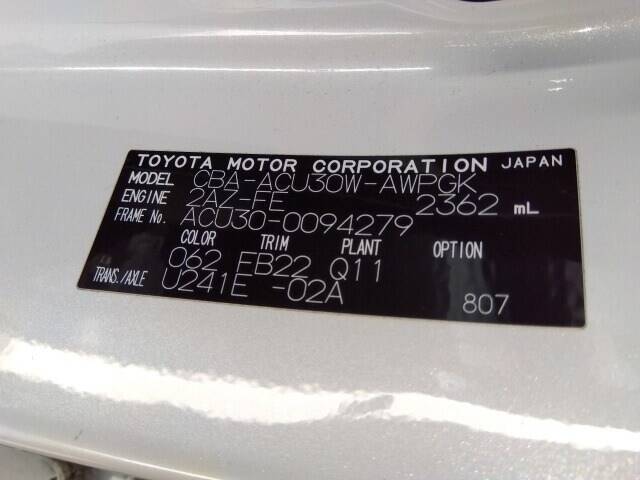 TOYOTA MOTOR CORPORATION JAPAN
MODEL CBA-ACU30W-AWPGK
ENGINE 2AZ-FE 2362 mL
FRAME No. ACU30-0094279
COLOR TRIM PLANT OPTION
062 EB22 Q11
TRANS./AXLE U241E -02A
807